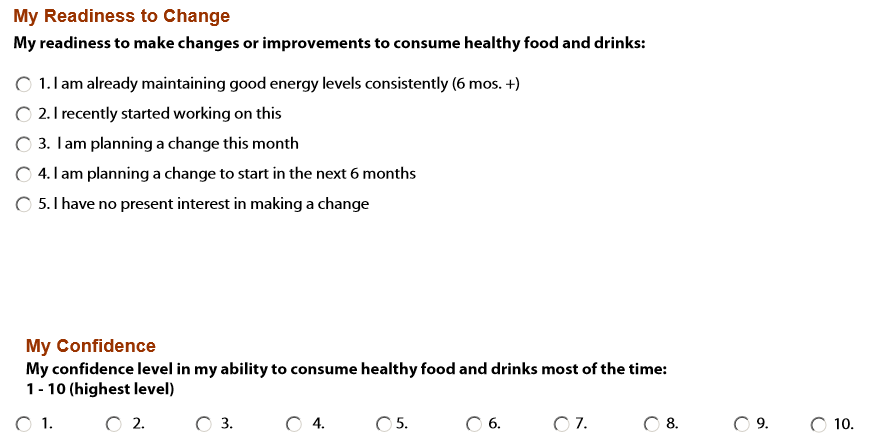 My Readiness to Change
My readiness to make changes or improvements to consume healthy food and drinks:
1. I am already maintaining good energy levels consistently (6 mos. +)
2. I recently started working on this
3. I am planning a change this month
4. I am planning a change to start in the next 6 months
5. I have no present interest in making a change
My Confidence
My confidence level in my ability to consume healthy food and drinks most of the time:
1 - 10 (highest level)
1. 2. 3. 4. 5. 6. 7. 8. 9. 10.